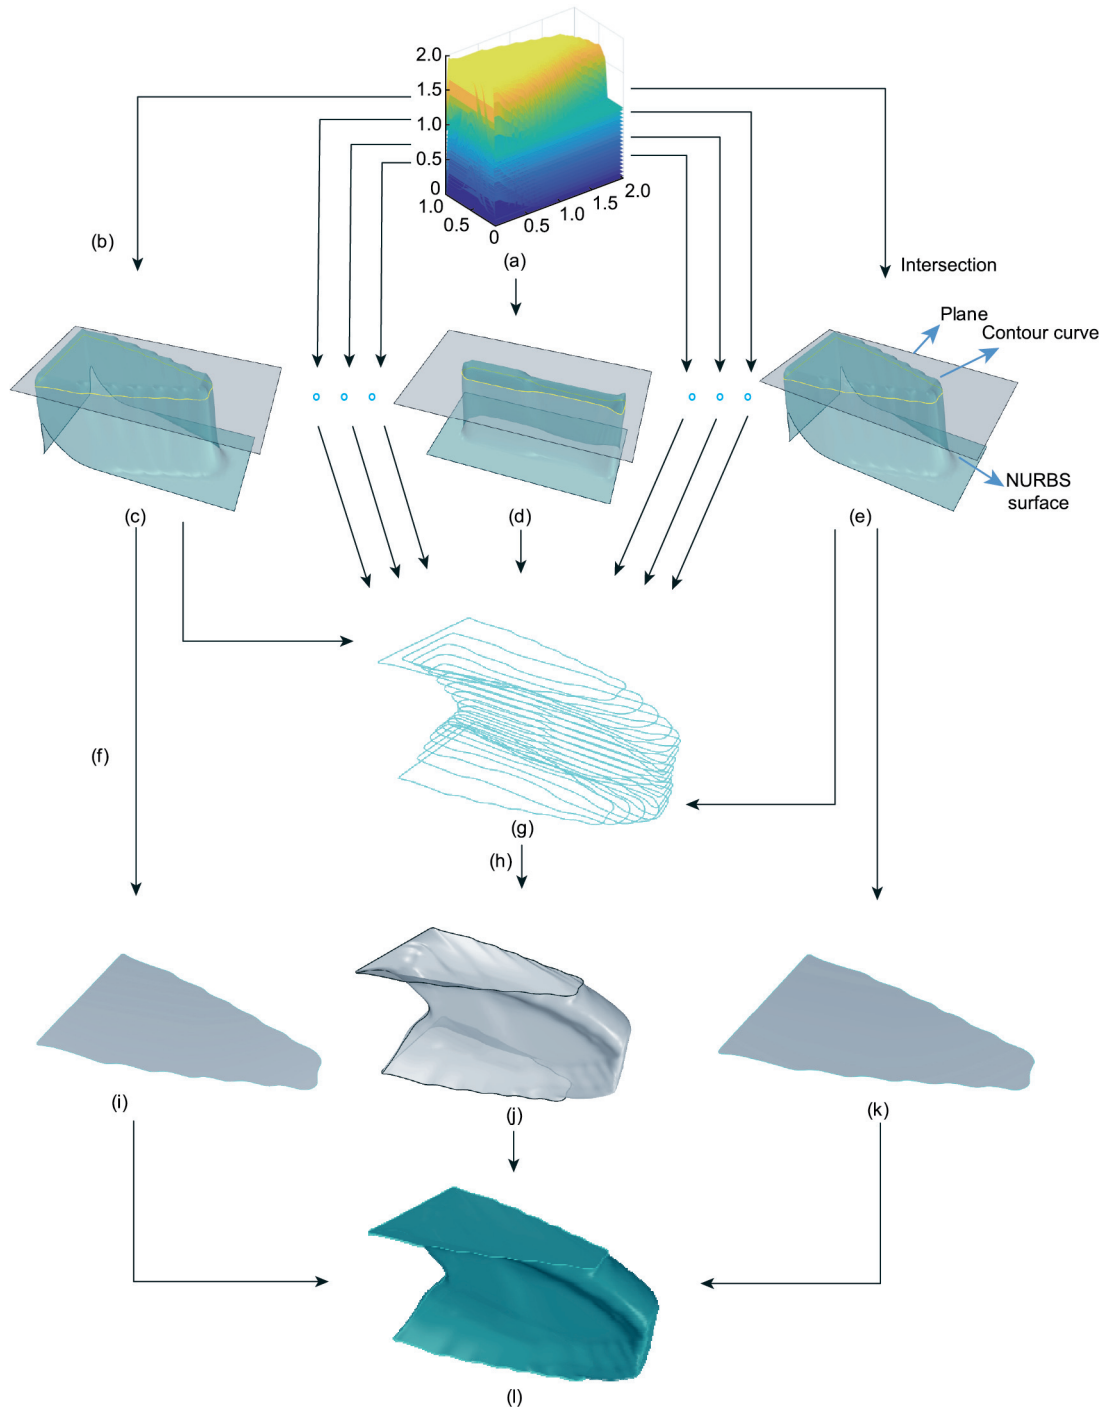 2.0
1.5
1.0
0.5
0
1.0
0.5
0
0.5
1.0
1.5
2.0
(a)
(b)
Intersection
Plane
Contour curve
NURBS
surface
(c)
(d)
(e)
(f)
(g)
(h)
(i)
(j)
(k)
(l)